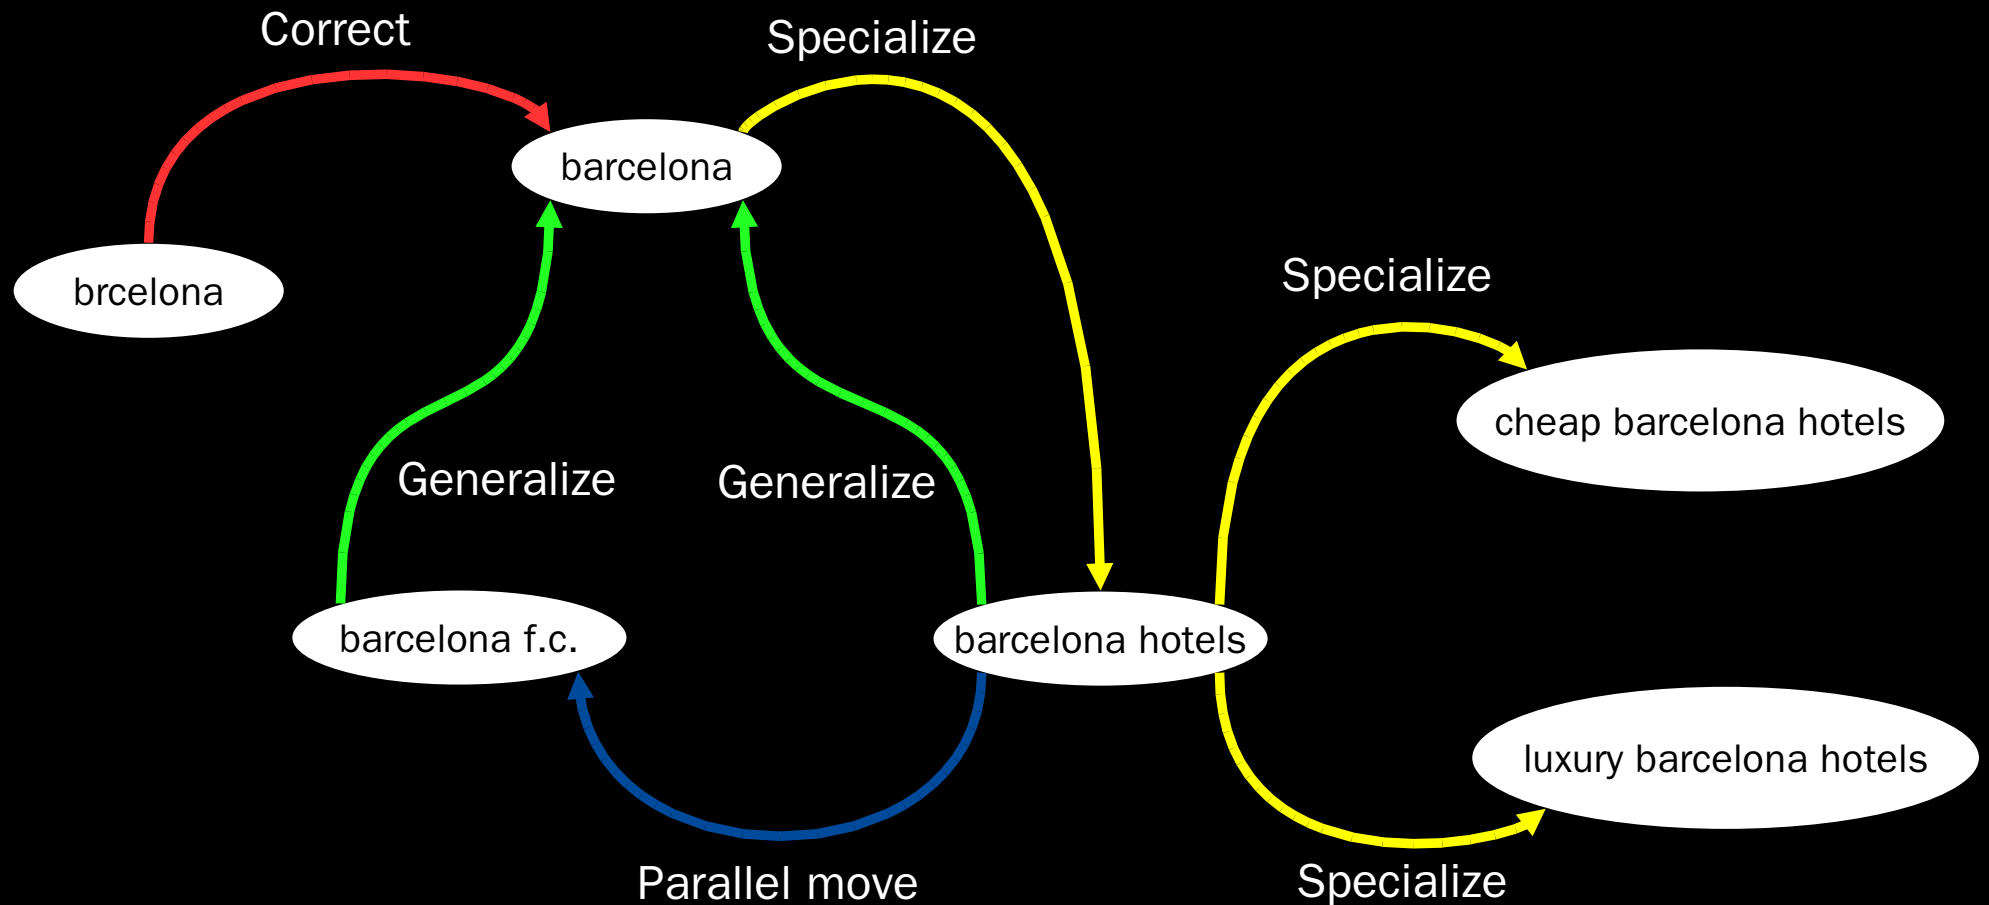 Correct
Specialize
barcelona
brcelona
Specialize
cheap barcelona hotels
Generalize
Generalize
barcelona f.c.
barcelona hotels
luxury barcelona hotels
Parallel move
Specialize